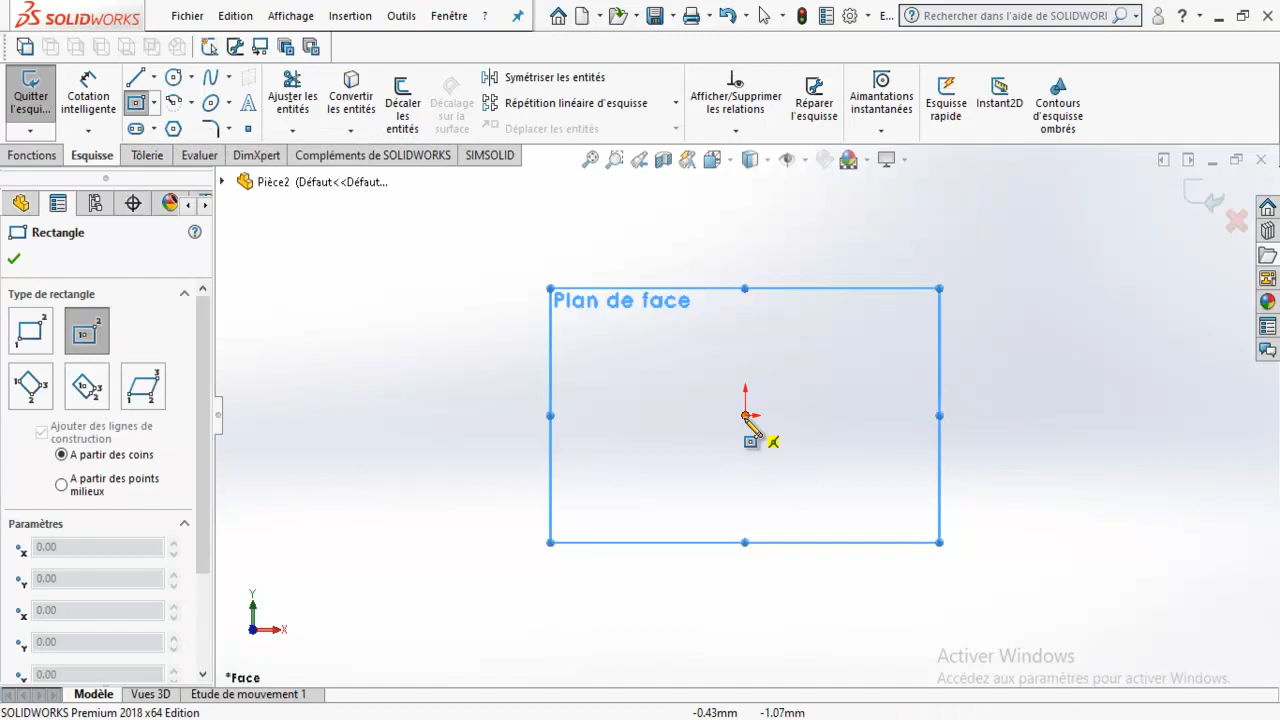 SOLIDWORKS Fichier Edition Affichage Insertion Outils Fenêtre ? E... Rechercher dans l'aide de SOLIDWORI ?
Quitter l'esqui...
Cotation intelligente
Ajuster les entités
Convertir les entités
Décaler les entités
Décalage sur la surface
Symétriser les entités
Répétition linéaire d'esquisse
Déplacer les entités
Afficher/Supprimer les relations
Réparer l'esquisse
Aimantations instantanées
Esquisse rapide
Instant2D
Contours d'esquisse ombrés
Fonctions Esquisse Tôlerie Evaluer DimXpert Compléments de SOLIDWORKS SIMSOLID
Pièce2 (Défaut<<Défaut...
Rectangle
Type de rectangle
Ajouter des lignes de
construction
A partir des coins
A partir des points
milieux
Paramètres
0.00
0.00
0.00
0.00
Plan de face
Y
X
*Face
Activer Windows
Accédez aux paramètres pour activer Windows.
Modèle Vues 3D Etude de mouvement 1
SOLIDWORKS Premium 2018 x64 Edition -0.43mm -1.07mm